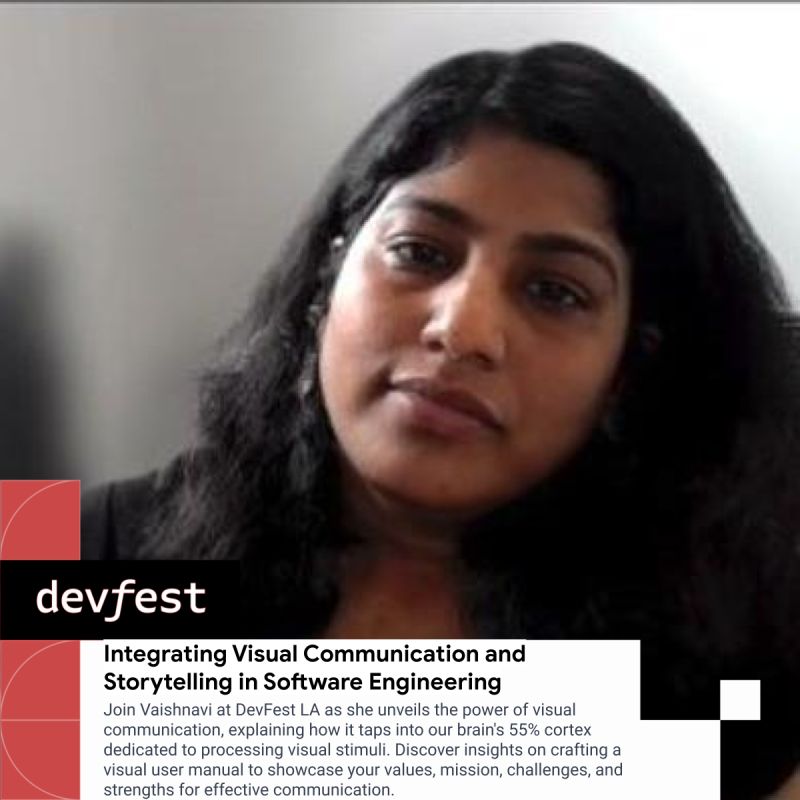 devfest
Integrating Visual Communication and
Storytelling in Software Engineering
Join Vaishnavi at DevFest LA as she unveils the power of visual
communication, explaining how it taps into our brain's 55% cortex
dedicated to processing visual stimuli. Discover insights on crafting a
visual user manual to showcase your values, mission, challenges, and
strengths for effective communication.